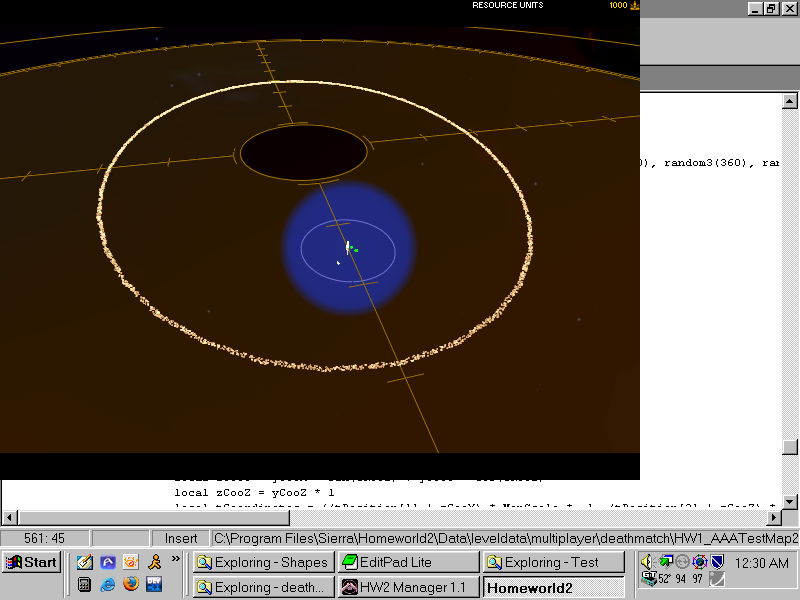 RESOURCE UNITS 1000
), random3(360), ran
local zCooZ = yCooZ * 1
561: 45 Insert C:\Program Files\Sierra\Homeworld2\Data\leveldata\multiplayer\deathmatch\HW1_AAATestMap2
Start » Exploring - Shapes EditPad Lite Exploring - Test 12:30 AM
Exploring - death... HW2 Manager 1.1 Homeworld2 52° 94 97